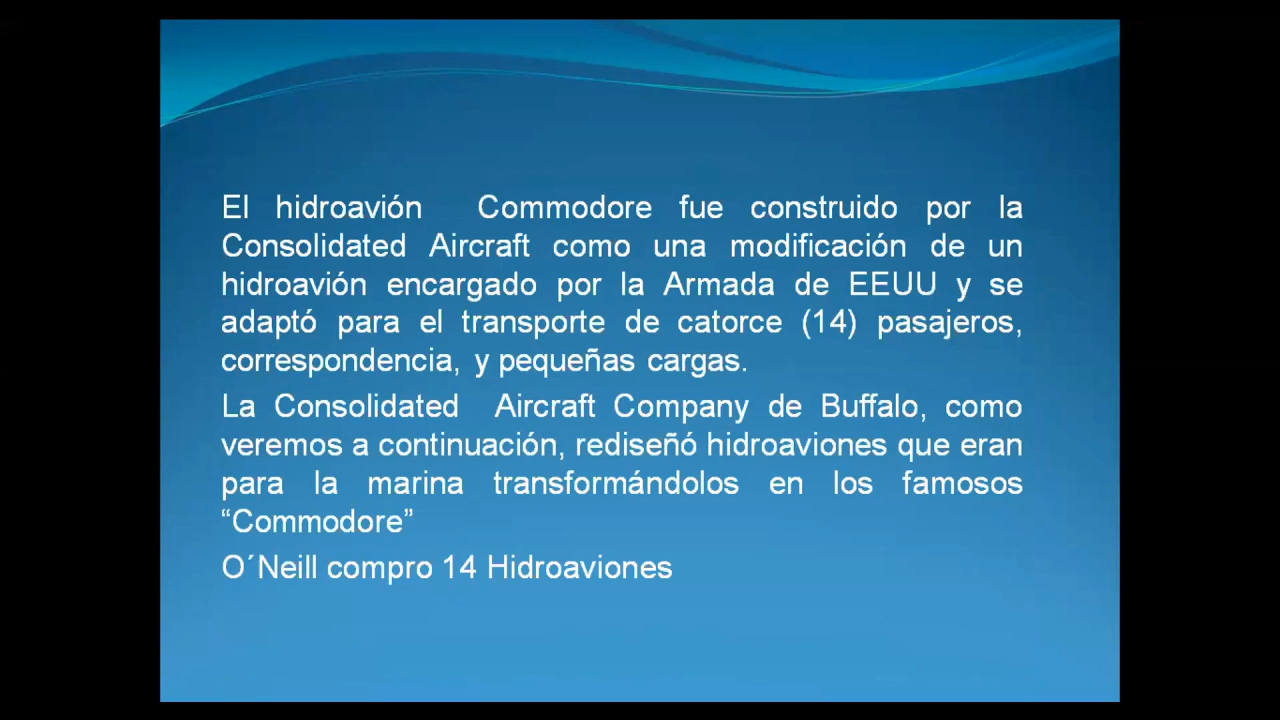 El hidroavión Commodore fue construido por la
Consolidated Aircraft como una modificación de un
hidroavión encargado por la Armada de EEUU y se
adaptó para el transporte de catorce (14) pasajeros,
correspondencia, y pequeñas cargas.
La Consolidated Aircraft Company de Buffalo, como
veremos a continuación, rediseñó hidroaviones que eran
para la marina transformándolos en los famosos
“Commodore”
O´Neill compro 14 Hidroaviones